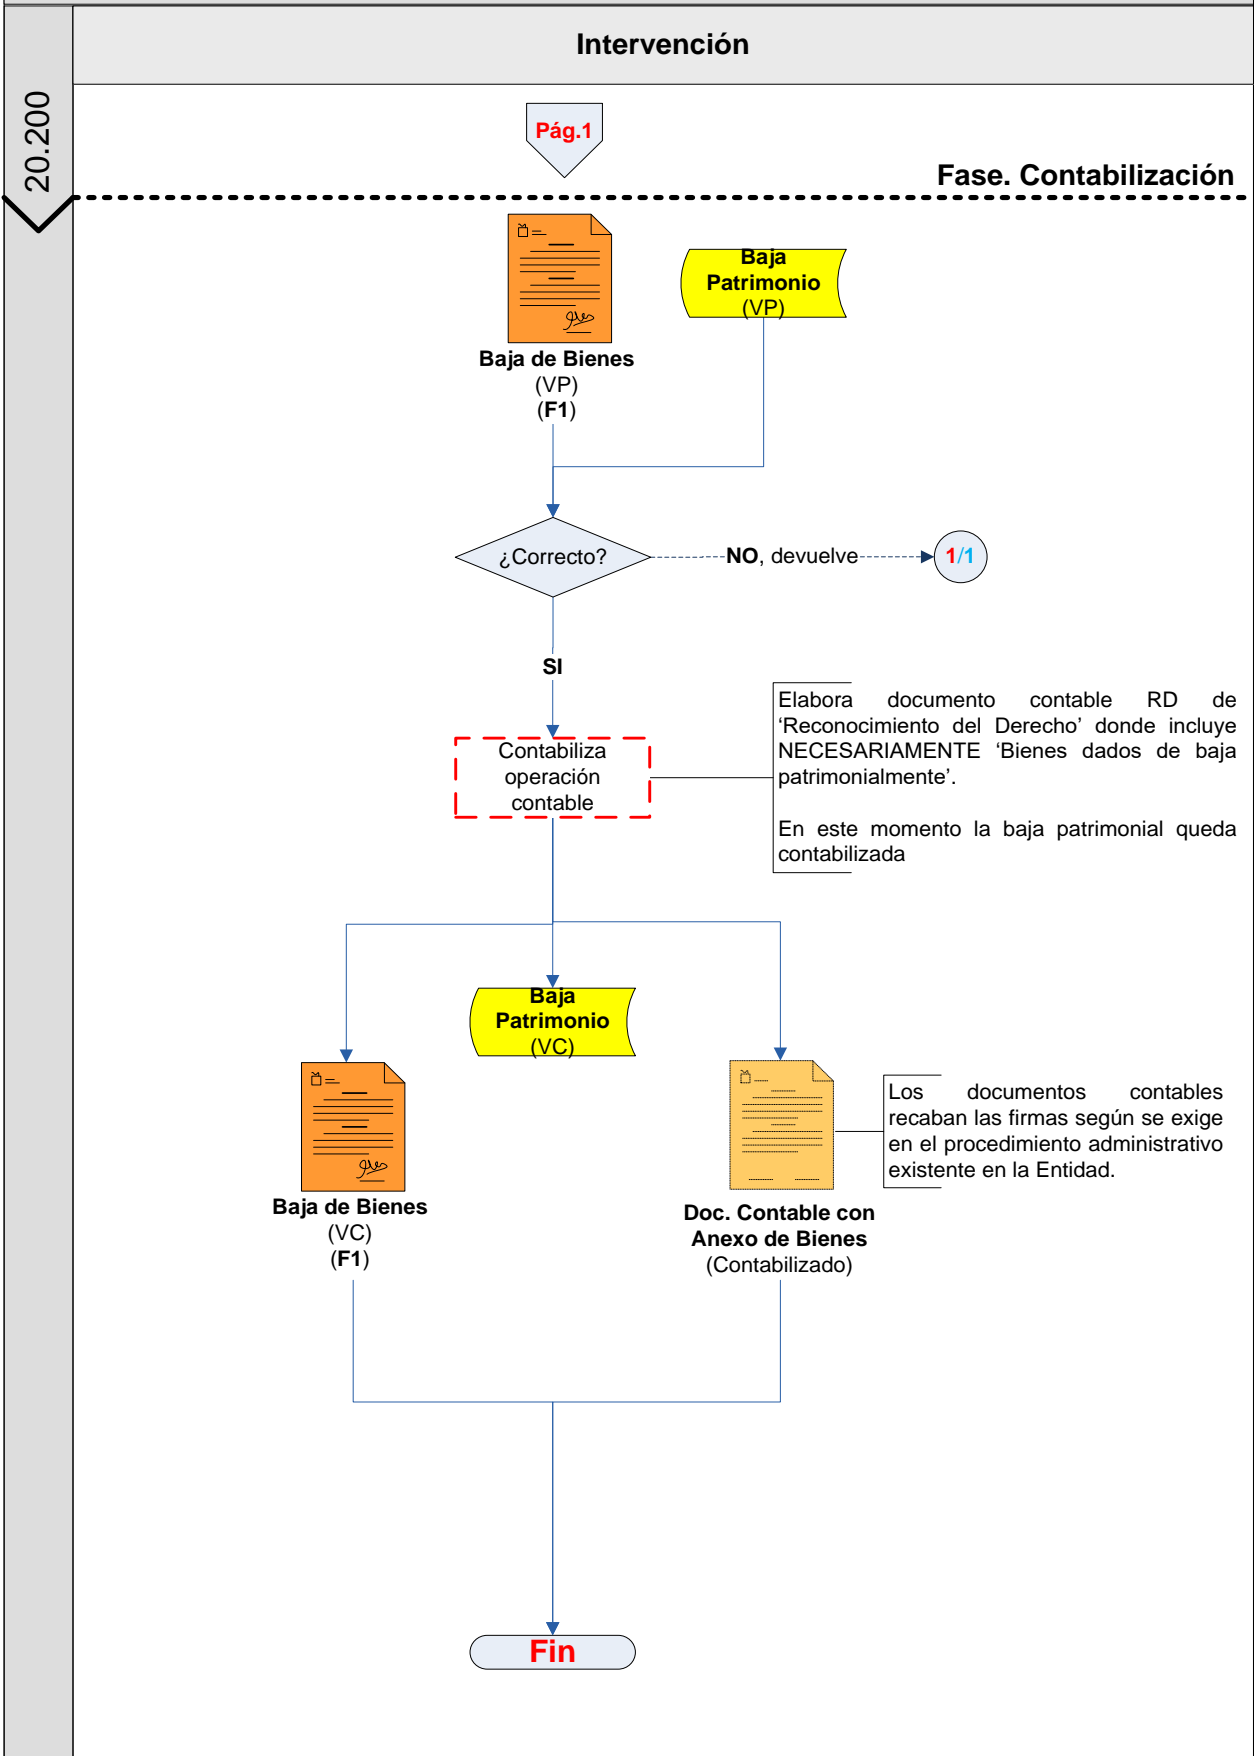 Intervención
20.200
Pág.1
Fase. Contabilización
Baja
Patrimonio
(VP)
Baja de Bienes
(VP)
(F1)
¿Correcto?
NO, devuelve
1/1
SI
Contabiliza
operación
contable
Elabora documento contable RD de
‘Reconocimiento del Derecho’ donde incluye
NECESARIAMENTE ‘Bienes dados de baja
patrimonialmente’.
En este momento la baja patrimonial queda
contabilizada
Baja
Patrimonio
(VC)
Los documentos contables
recaban las firmas según se exige
en el procedimiento administrativo
existente en la Entidad.
Baja de Bienes
(VC)
(F1)
Doc. Contable con
Anexo de Bienes
(Contabilizado)
Fin